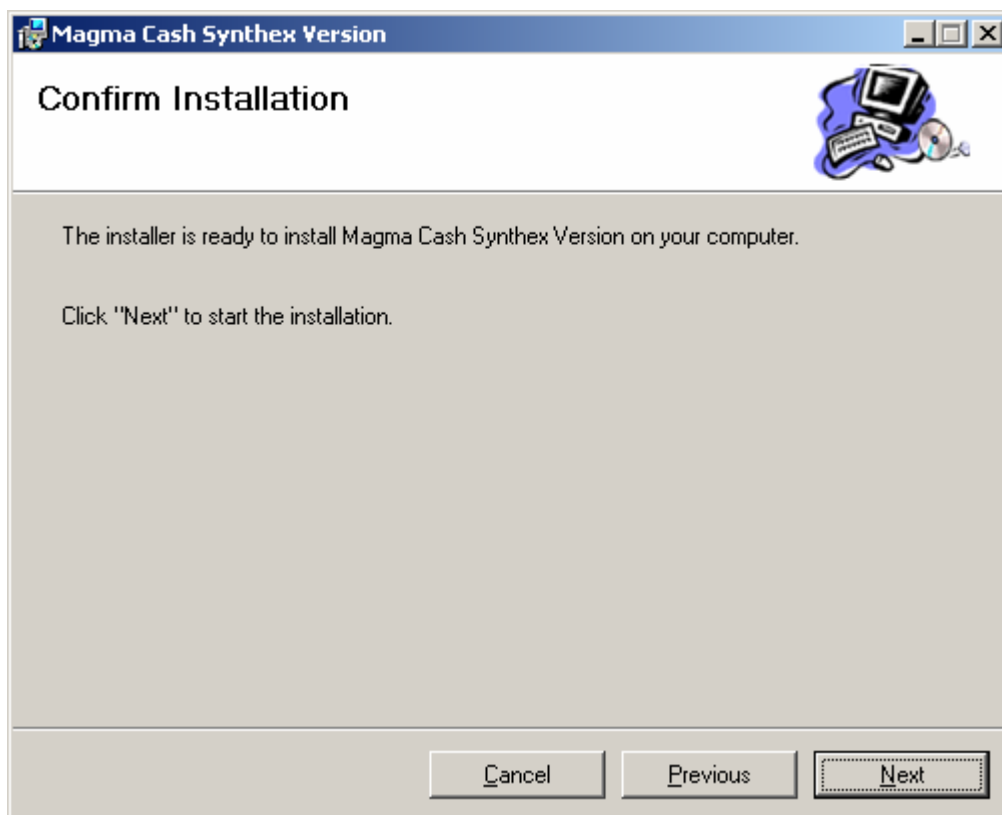 Magma Cash Synthex Version
Confirm Installation
The installer is ready to install Magma Cash Synthex Version on your computer.
Click "Next" to start the installation.
Cancel
Previous
Next